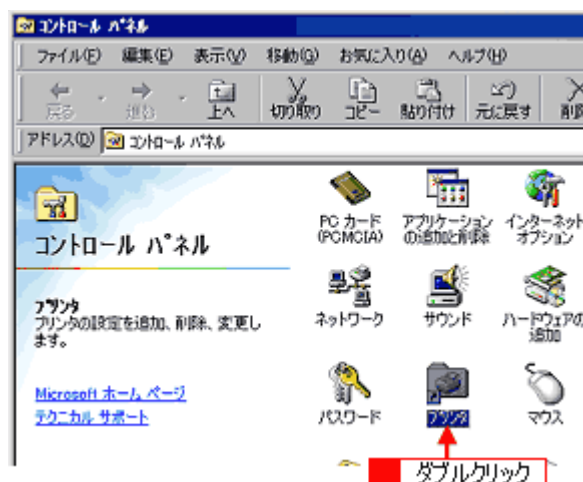 コントロール パネル
ファイル(F) 編集(E) 表示(V) 移動(G) お気に入り(A) ヘルプ(H)
戻る 進む 上へ 切り取り コピー 貼り付け 元に戻す 削除
アドレス(D) コントロール パネル
コントロール パネル
プリンタ
プリンタの設定を追加、削除、変更し
ます。
Microsoft ホーム ページ
テクニカル サポート
PC カード
(PCMCIA)
アプリケーション
の追加と削除
インターネット
オプション
ネットワーク
サウンド
ハードウェアの
追加
パスワード
プリンタ
マウス
ダブルクリック